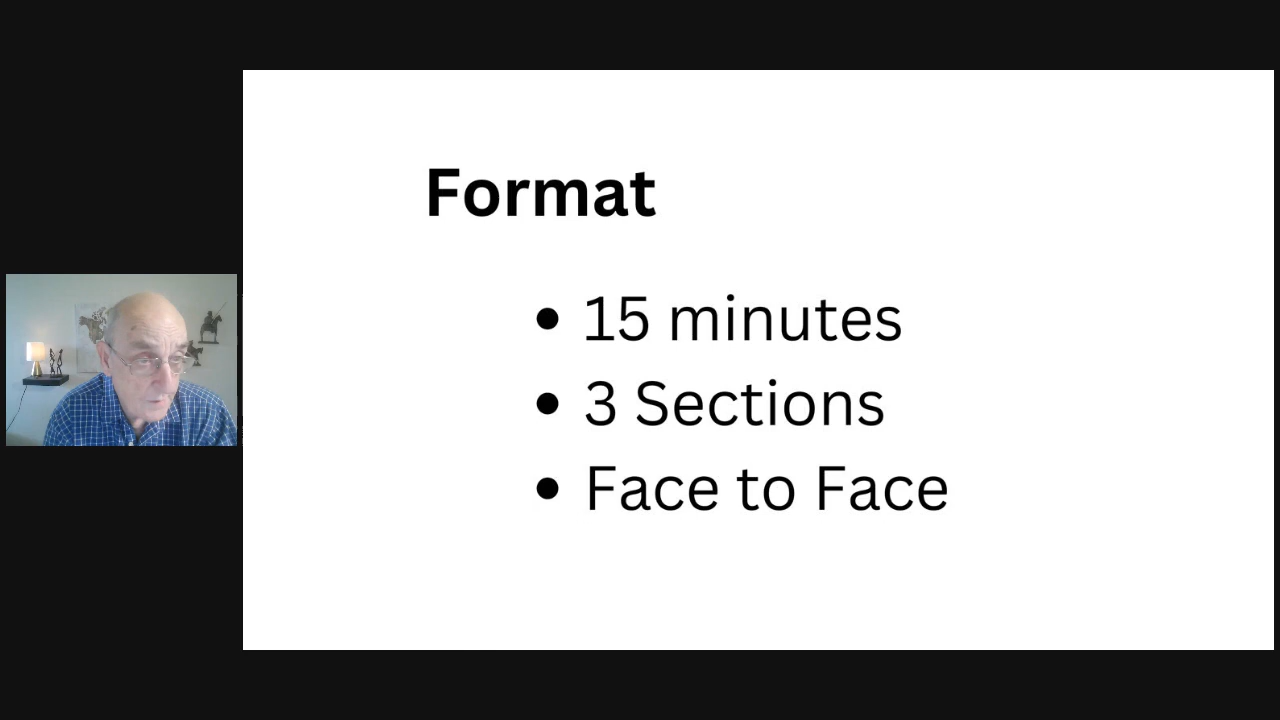 Format
• 15 minutes
• 3 Sections
• Face to Face